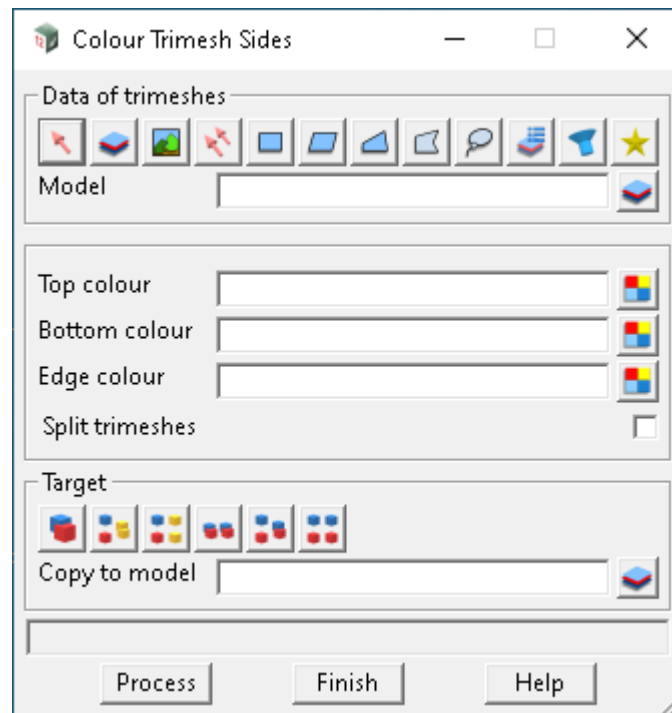 Colour Trimesh Sides
Data of trimeshes
Model
Top colour
Bottom colour
Edge colour
Split trimeshes
Target
Copy to model
Process Finish Help